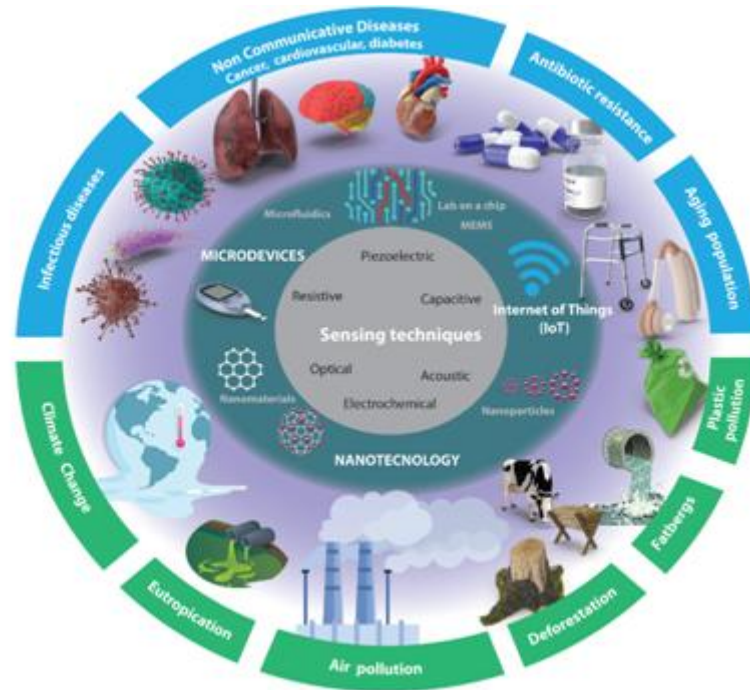 Non Communicative Diseases
Cancer, cardiovascular, diabetes
Antibiotic resistance
Infectious diseases
Aging population
Microfluidics
Lab on a chip
MEMS
MICRODEVICES
Piezoelectric
Resistive
Capacitive
Internet of Things
(IoT)
Sensing techniques
Optical
Acoustic
Nanomaterials
Electrochemical
Nanoparticles
NANOTECNOLOGY
Plastic
pollution
Climate Change
Fatbergs
Eutropication
Deforestation
Air pollution